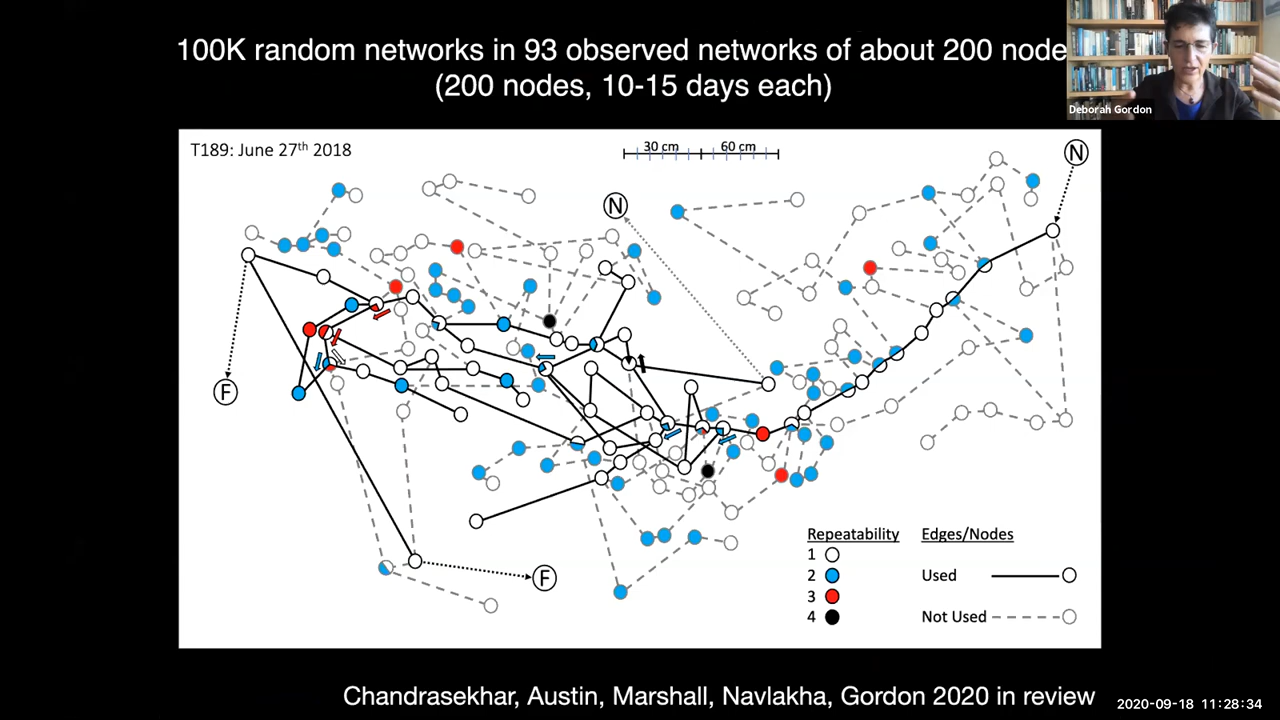 100K random networks in 93 observed networks of about 200 node
(200 nodes, 10-15 days each)
Deborah Gordon
T189: June 27th 2018
30 cm 60 cm
N
N
F
F
Repeatability
1
2
3
4
Edges/Nodes
Used
Not Used
Chandrasekhar, Austin, Marshall, Navlakha, Gordon 2020 in review
2020-09-18 11:28:34